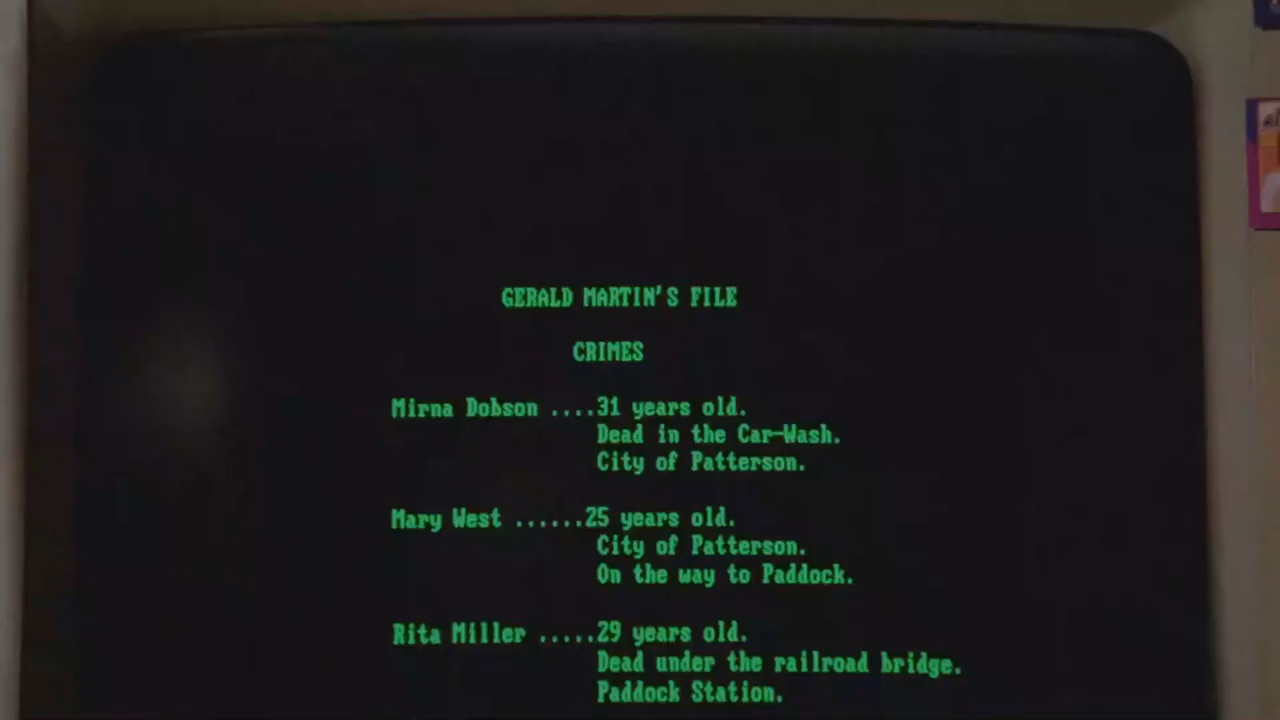 GERALD MARTIN'S FILE
CRIMES
Mirna Dobson ....31 years old.
Dead in the Car-Wash.
City of Patterson.
Mary West ......25 years old.
City of Patterson.
On the way to Paddock.
Rita Miller .....29 years old.
Dead under the railroad bridge.
Paddock Station.